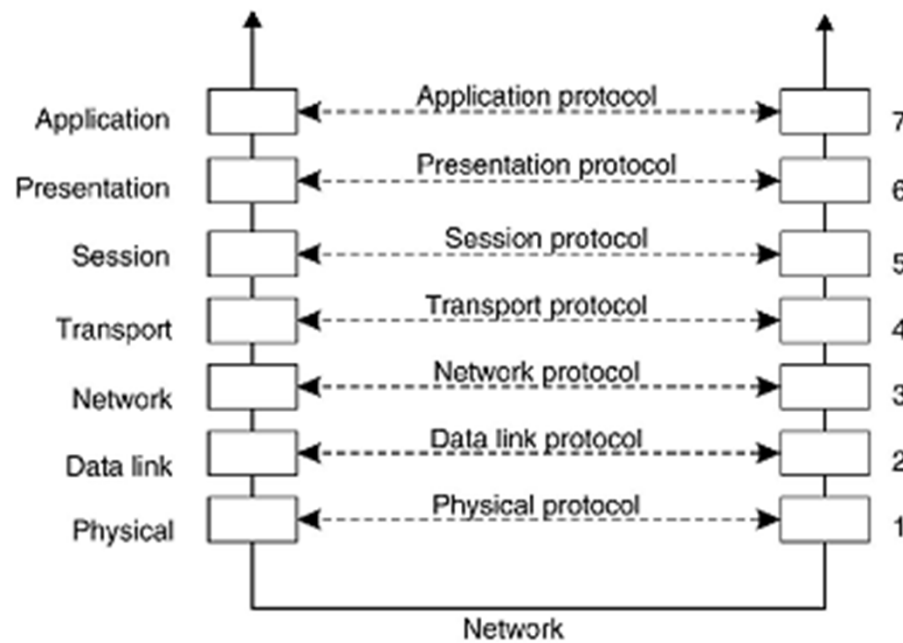 Application protocol
Application
7
Presentation protocol
Presentation
6
Session protocol
Session
5
Transport protocol
Transport
4
Network protocol
Network
3
Data link protocol
Data link
2
Physical protocol
Physical
1
Network